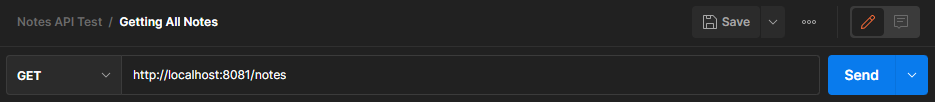 Notes API Test / Getting All Notes Save
GET http://localhost:8081/notes Send